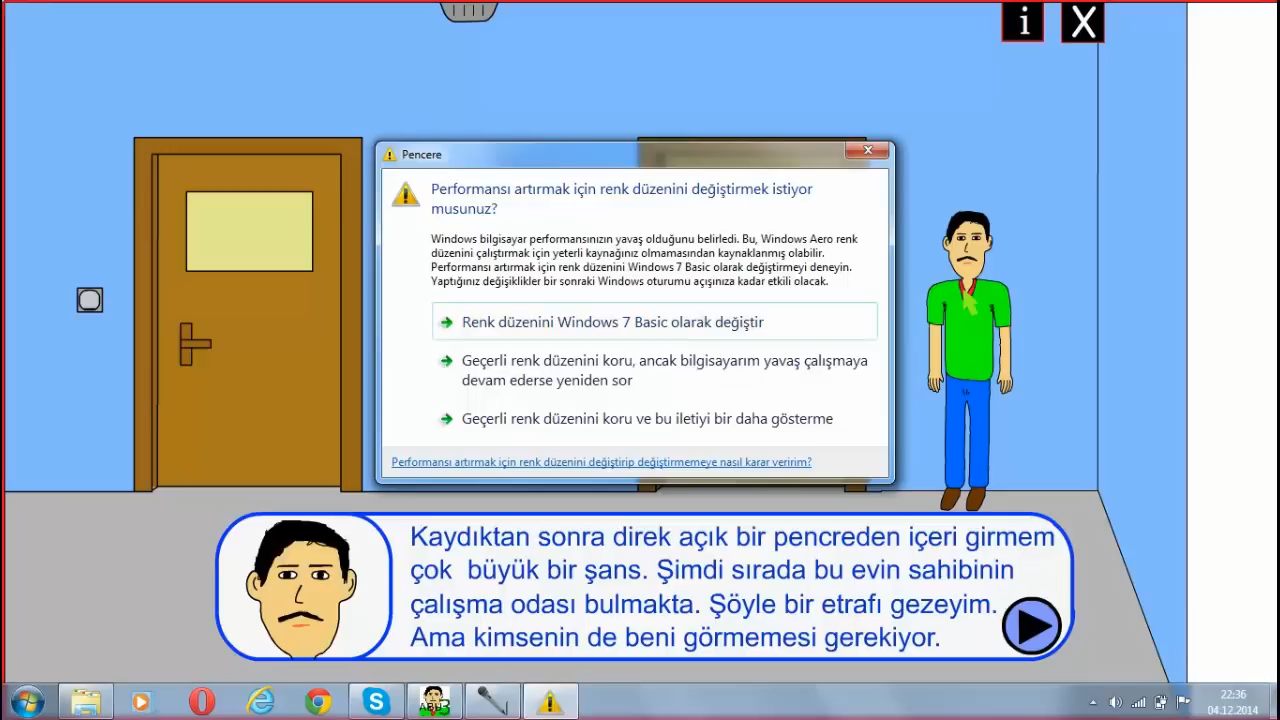 i X
Pencere
Performansı artırmak için renk düzenini değiştirmek istiyor
musunuz?
Windows bilgisayar performansınızın yavaş olduğunu belirledi. Bu, Windows Aero renk
düzenini çalıştırmak için yeterli kaynağınız olmamasından kaynaklanmış olabilir.
Performansı artırmak için renk düzenini Windows 7 Basic olarak değiştirmeyi deneyin.
Yaptığınız değişiklikler bir sonraki Windows oturumu açışınıza kadar etkili olacak.
Renk düzenini Windows 7 Basic olarak değiştir
Geçerli renk düzenini koru, ancak bilgisayarım yavaş çalışmaya
devam ederse yeniden sor
Geçerli renk düzenini koru ve bu iletiyi bir daha gösterme
Performansı artırmak için renk düzenini değiştirip değiştirmemeye nasıl karar veririm?
Kaydıktan sonra direk açık bir pencreden içeri girmem
çok büyük bir şans. Şimdi sırada bu evin sahibinin
çalışma odası bulmakta. Şöyle bir etrafı gezeyim.
Ama kimsenin de beni görmemesi gerekiyor.
22:36
04.12.2014